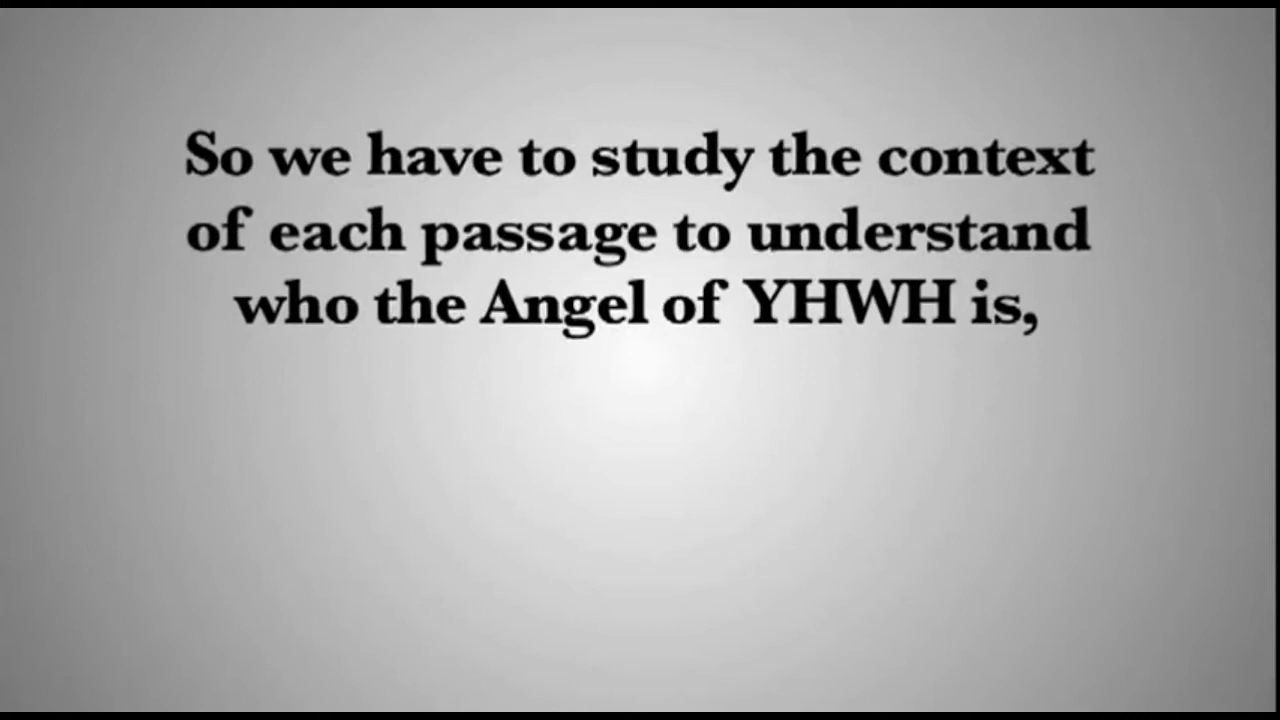 So we have to study the context
of each passage to understand
who the Angel of YHWH is,